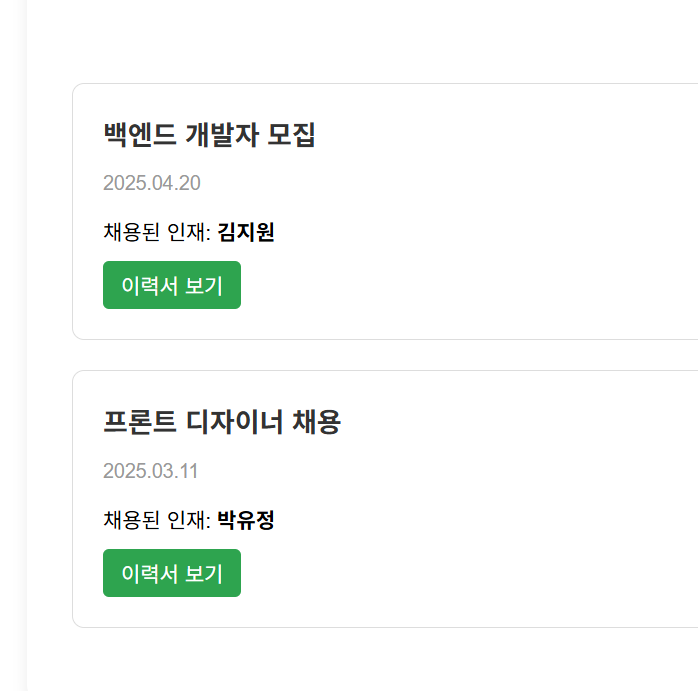 백엔드 개발자 모집
2025.04.20
채용된 인재: 김지원
이력서 보기
프론트 디자이너 채용
2025.03.11
채용된 인재: 박유정
이력서 보기